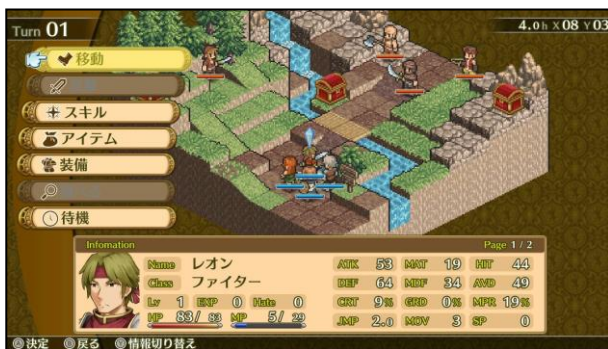 Turn 01
4.0h X08 Y03
移動
スキル
アイテム
装備
待機
Infomation
Page 1 / 2
Name レオン
Class ファイター
Lv 1 EXP 0 Hate 0
HP 83/ 83 MP 5/ 29
ATK 53 MAT 19 HIT 44
DEF 64 MDF 34 AVD 49
CRT 9% GRD 0% MPR 19%
JMP 2.0 MOV 3 SP 0
決定 戻る 情報切り替え